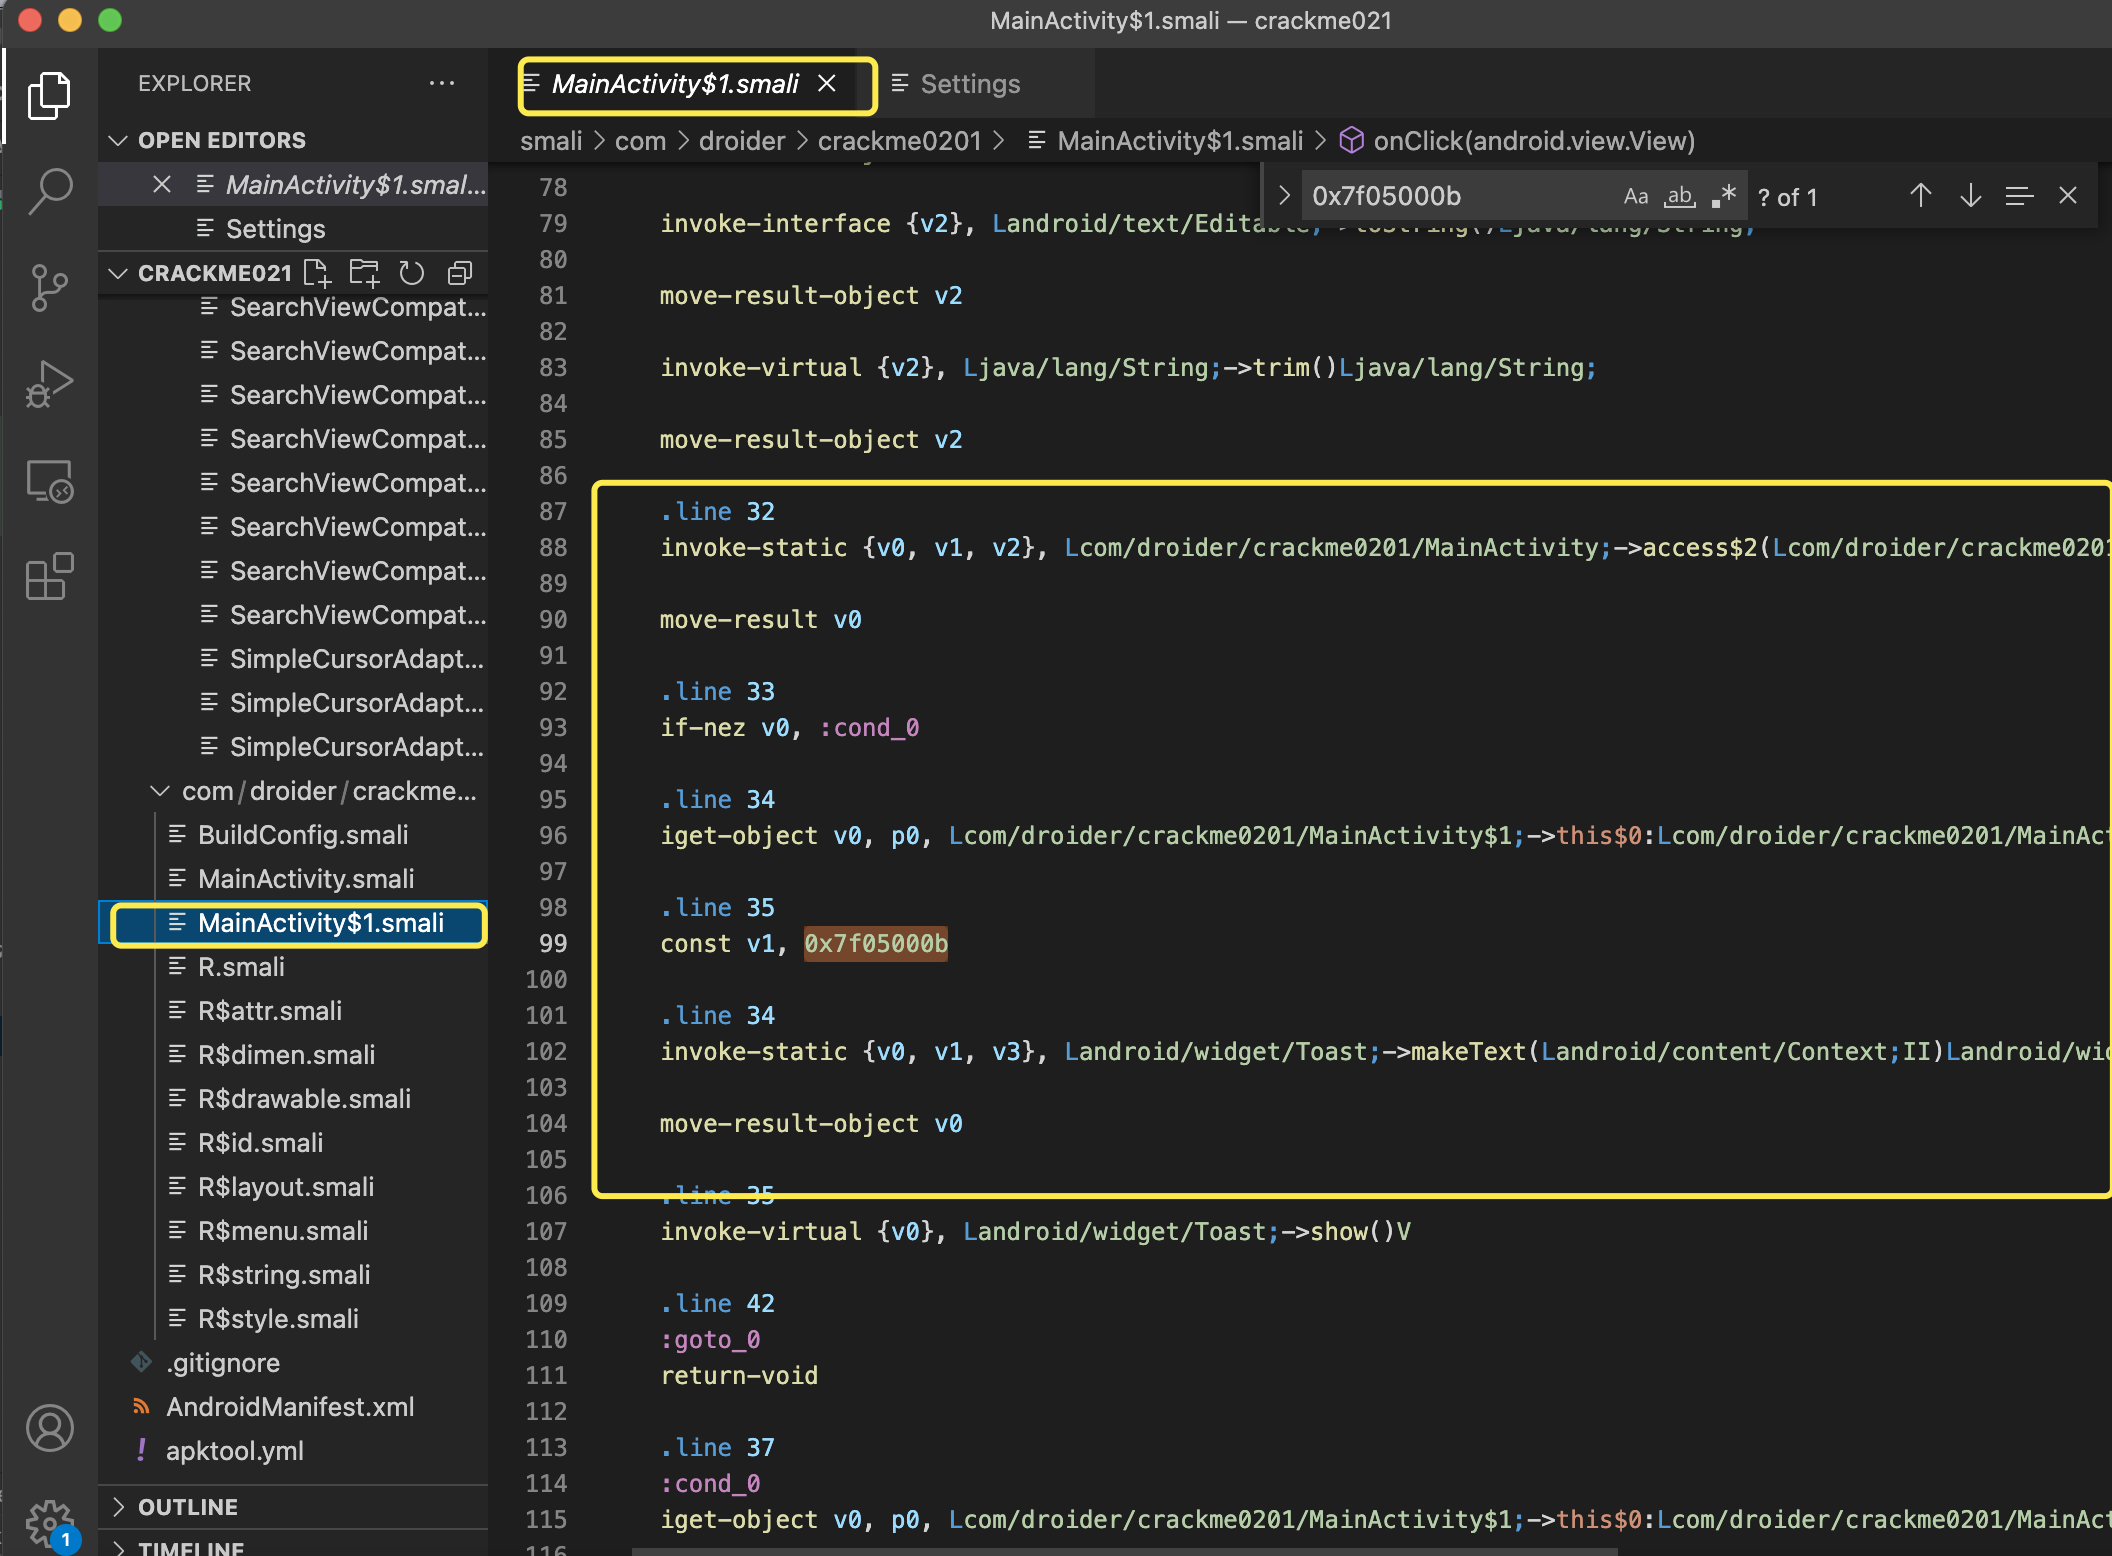 MainActivity$1.smali — crackme021
EXPLORER
OPEN EDITORS
MainActivity$1.smal...
Settings
CRACKME021
SearchViewCompat...
SearchViewCompat...
SearchViewCompat...
SearchViewCompat...
SearchViewCompat...
SearchViewCompat...
SearchViewCompat...
SearchViewCompat...
SimpleCursorAdapt...
SimpleCursorAdapt...
SimpleCursorAdapt...
com/droider/crackme...
BuildConfig.smali
MainActivity.smali
MainActivity$1.smali
R.smali
R$attr.smali
R$dimen.smali
R$drawable.smali
R$id.smali
R$layout.smali
R$menu.smali
R$string.smali
R$style.smali
.gitignore
AndroidManifest.xml
! apktool.yml
OUTLINE
TIMELINE
1
MainActivity$1.smali Settings
smali > com > droider > crackme0201 > MainActivity$1.smali > onClick(android.view.View)
0x7f05000b Aa ab .* ? of 1
78
79 invoke-interface {v2}, Landroid/text/Editable;->toString()Ljava/lang/String;
80
81 move-result-object v2
82
83 invoke-virtual {v2}, Ljava/lang/String;->trim()Ljava/lang/String;
84
85 move-result-object v2
86
87 .line 32
88 invoke-static {v0, v1, v2}, Lcom/droider/crackme0201/MainActivity;->access$2(Lcom/droider/crackme0201
89
90 move-result v0
91
92 .line 33
93 if-nez v0, :cond_0
94
95 .line 34
96 iget-object v0, p0, Lcom/droider/crackme0201/MainActivity$1;->this$0:Lcom/droider/crackme0201/MainAct
97
98 .line 35
99 const v1, 0x7f05000b
100
101 .line 34
102 invoke-static {v0, v1, v3}, Landroid/widget/Toast;->makeText(Landroid/content/Context;II)Landroid/wid
103
104 move-result-object v0
105
106 .line 35
107 invoke-virtual {v0}, Landroid/widget/Toast;->show()V
108
109 .line 42
110 :goto_0
111 return-void
112
113 .line 37
114 :cond_0
115 iget-object v0, p0, Lcom/droider/crackme0201/MainActivity$1;->this$0:Lcom/droider/crackme0201/MainAct
116